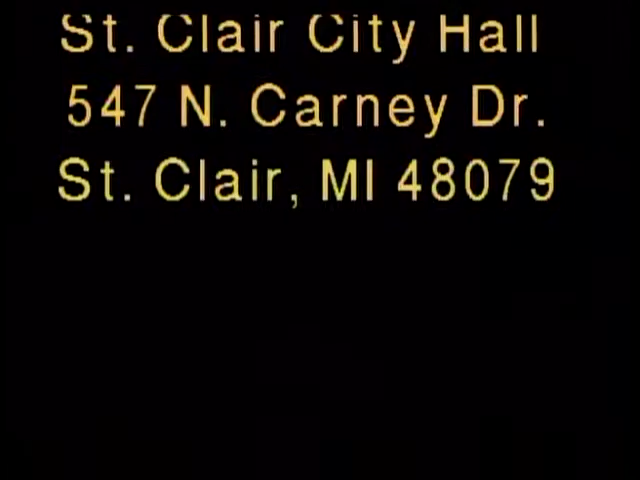 St. Clair City Hall
547 N. Carney Dr.
St. Clair, MI 48079